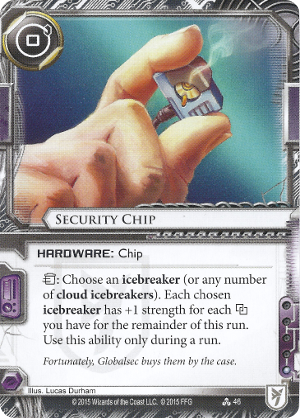 SECURITY CHIP
HARDWARE: Chip
: Choose an icebreaker (or any number
of cloud icebreakers). Each chosen
icebreaker has +1 strength for each
you have for the remainder of this run.
Use this ability only during a run.
Fortunately, Globalsec buys them by the case.
Illus. Lucas Durham
© 2015 Wizards of the Coast LLC. © 2015 FFG
46